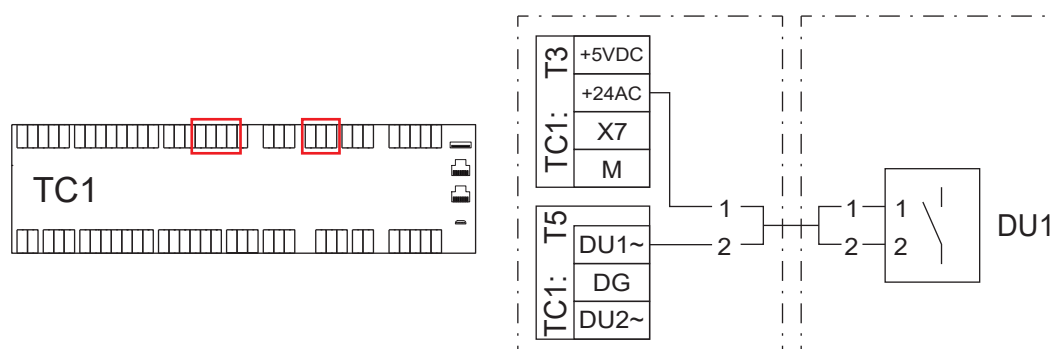 TC1
TC1: T3
+5VDC
+24AC
X7
M
TC1: T5
DU1~
DG
DU2~
1
2
1
2
1
2
DU1